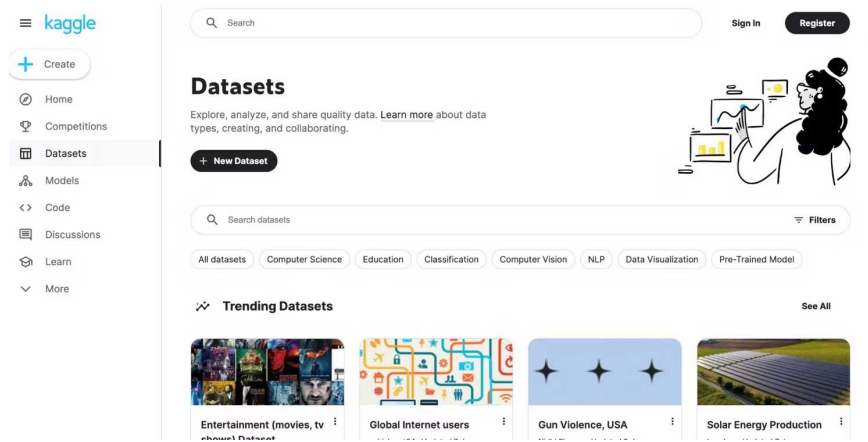 kaggle
Search
Sign In
Register
Create
Home
Competitions
Datasets
Models
Code
Discussions
Learn
More
Datasets
Explore, analyze, and share quality data. Learn more about data
types, creating, and collaborating.
+ New Dataset
Search datasets
Filters
All datasets Computer Science Education Classification Computer Vision NLP Data Visualization Pre-Trained Model
Trending Datasets
See All
Entertainment (movies, tv
shows) Dataset
Global Internet users
Gun Violence, USA
Solar Energy Production